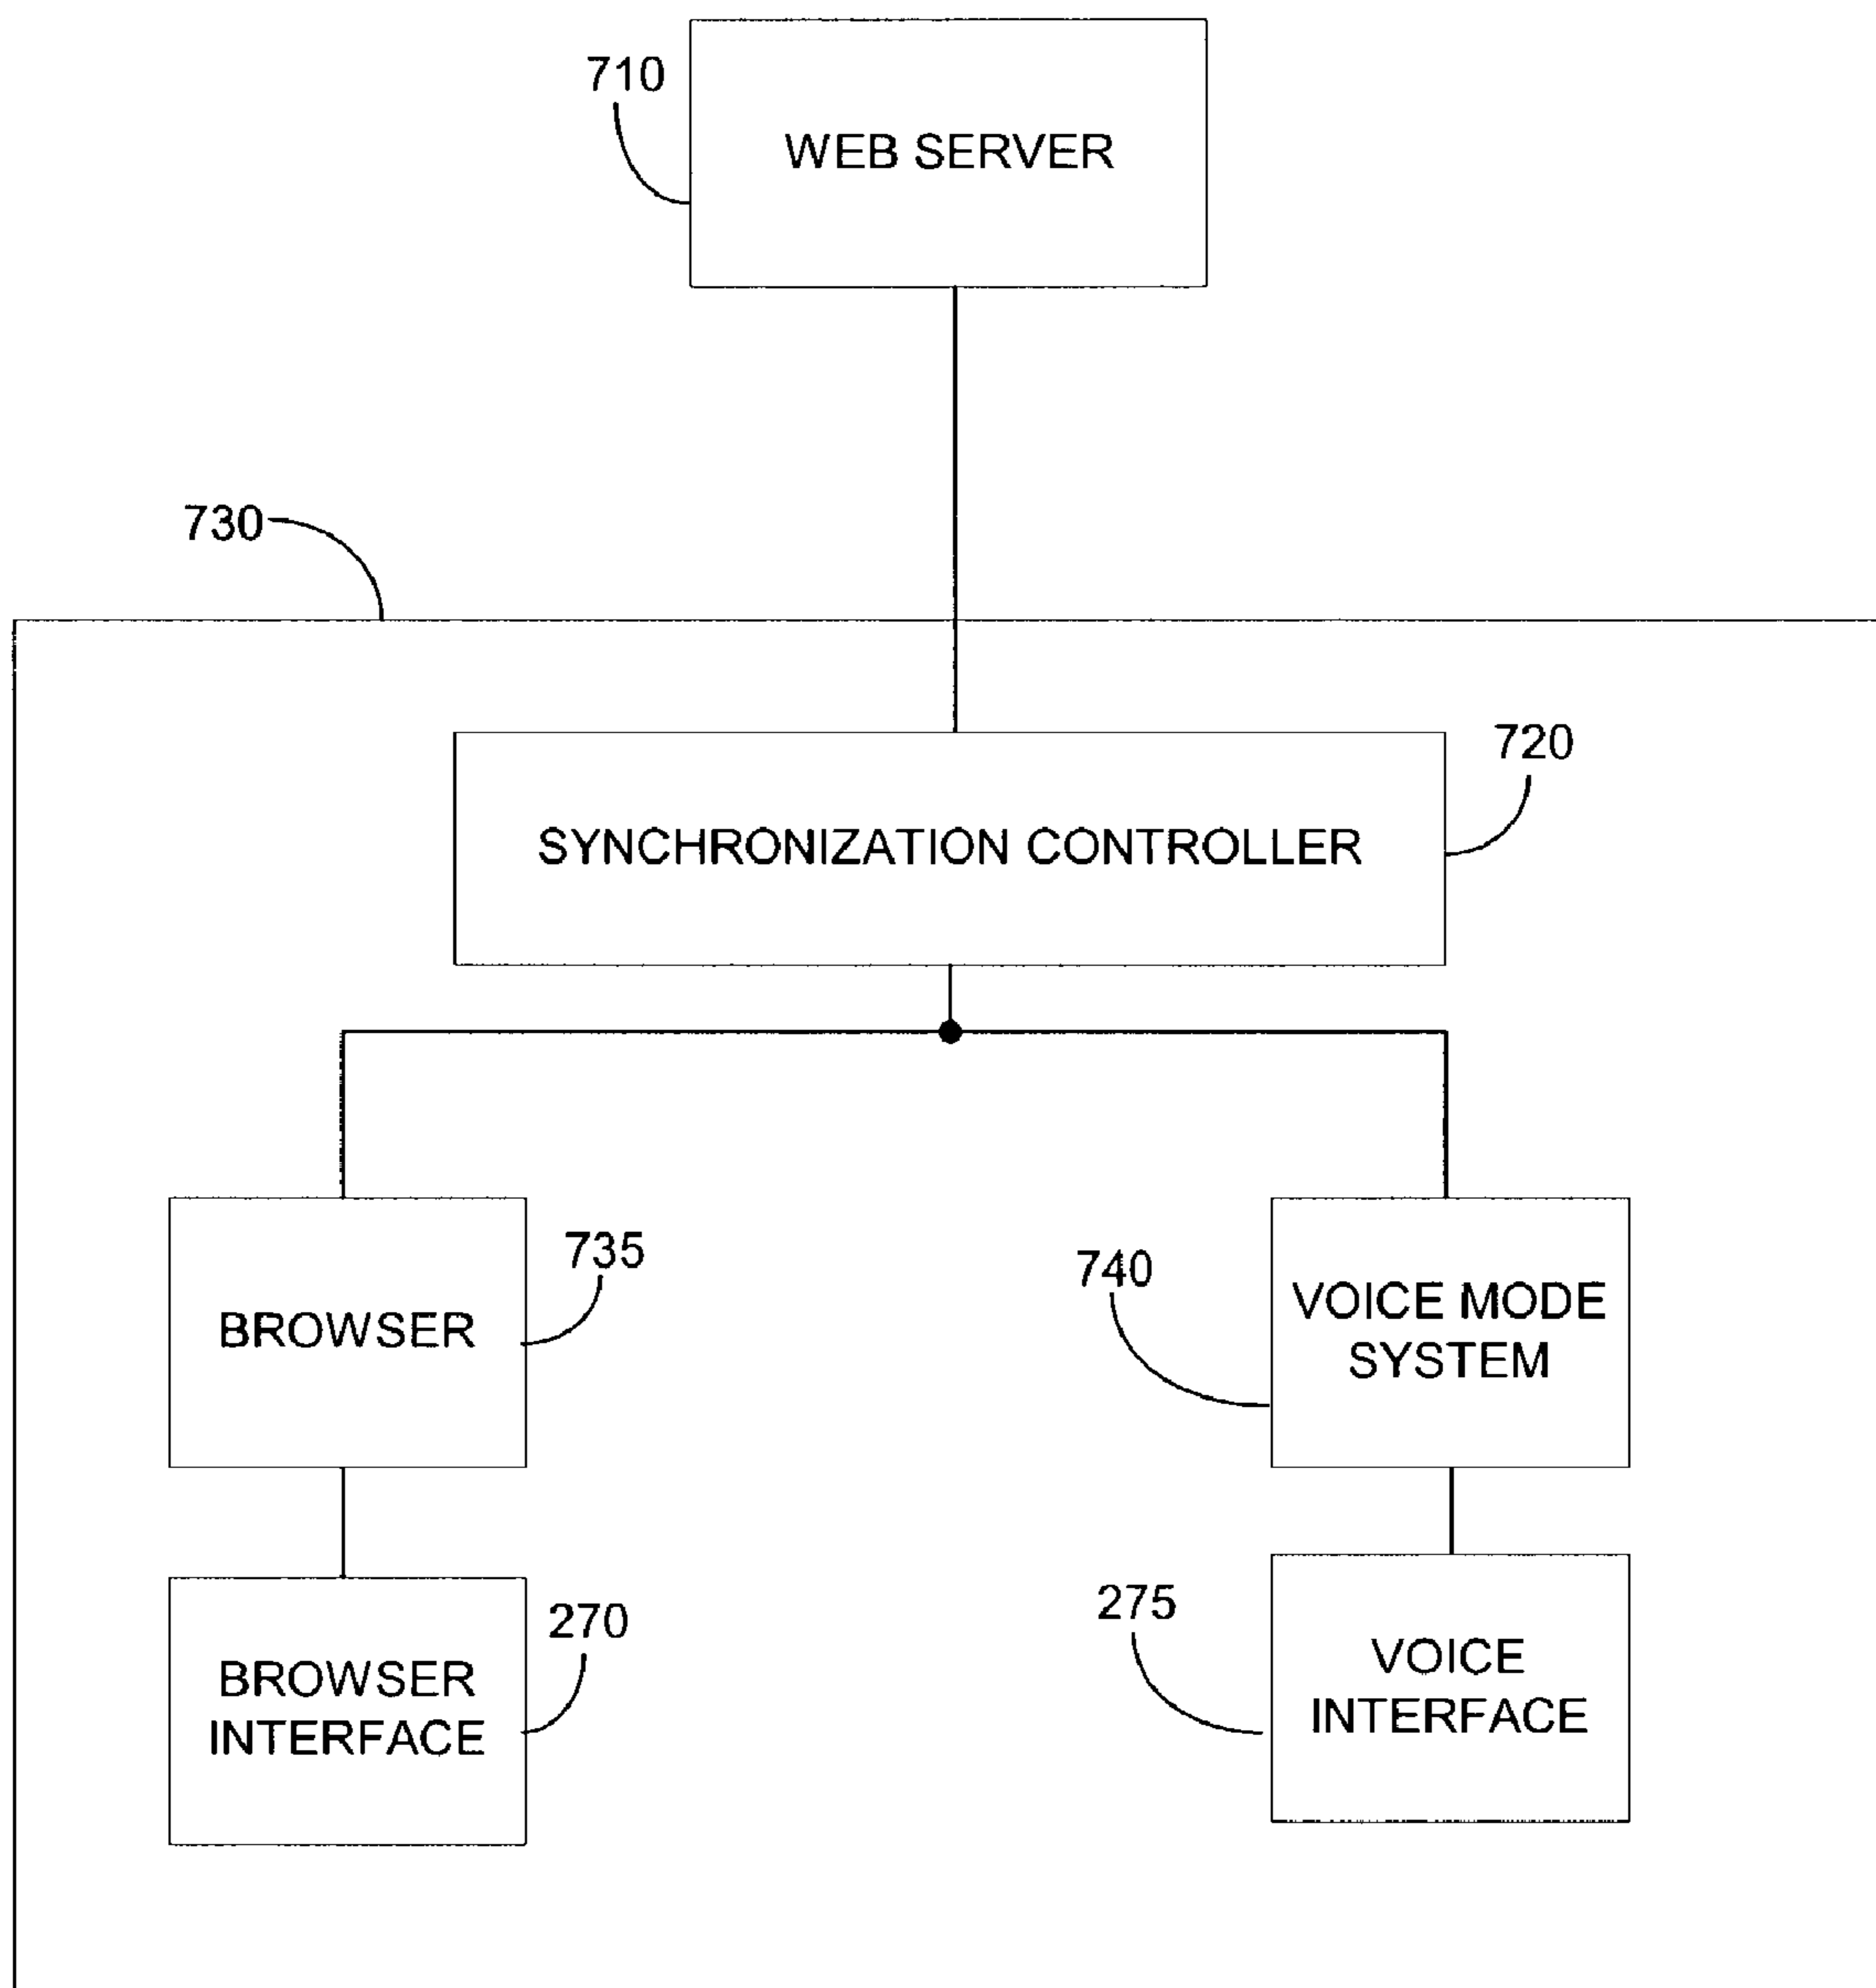 710
WEB SERVER
730
720
SYNCHRONIZATION CONTROLLER
735
BROWSER
740
VOICE MODE
SYSTEM
270
BROWSER
INTERFACE
275
VOICE
INTERFACE